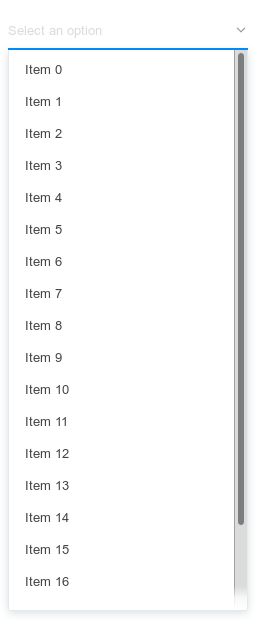 Select an option
Item 0
Item 1
Item 2
Item 3
Item 4
Item 5
Item 6
Item 7
Item 8
Item 9
Item 10
Item 11
Item 12
Item 13
Item 14
Item 15
Item 16